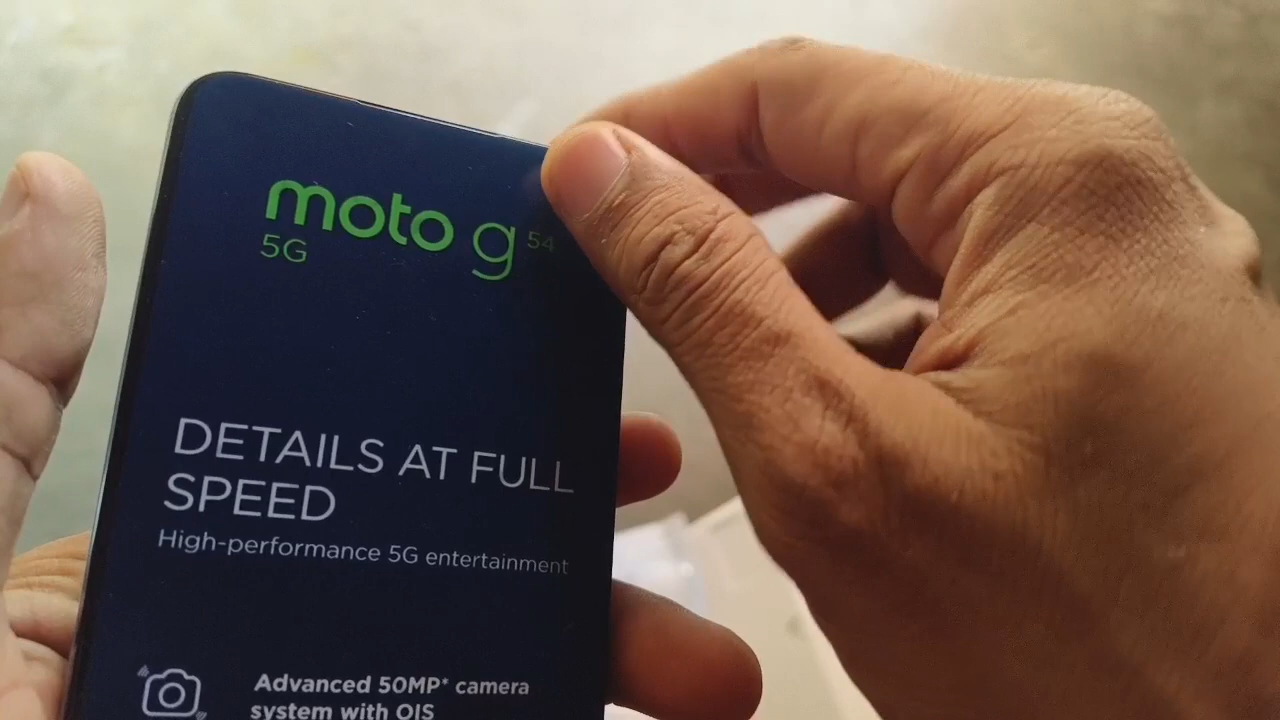 moto g 54
5G
DETAILS AT FULL
SPEED
High-performance 5G entertainment
Advanced 50MP* camera
system with OIS